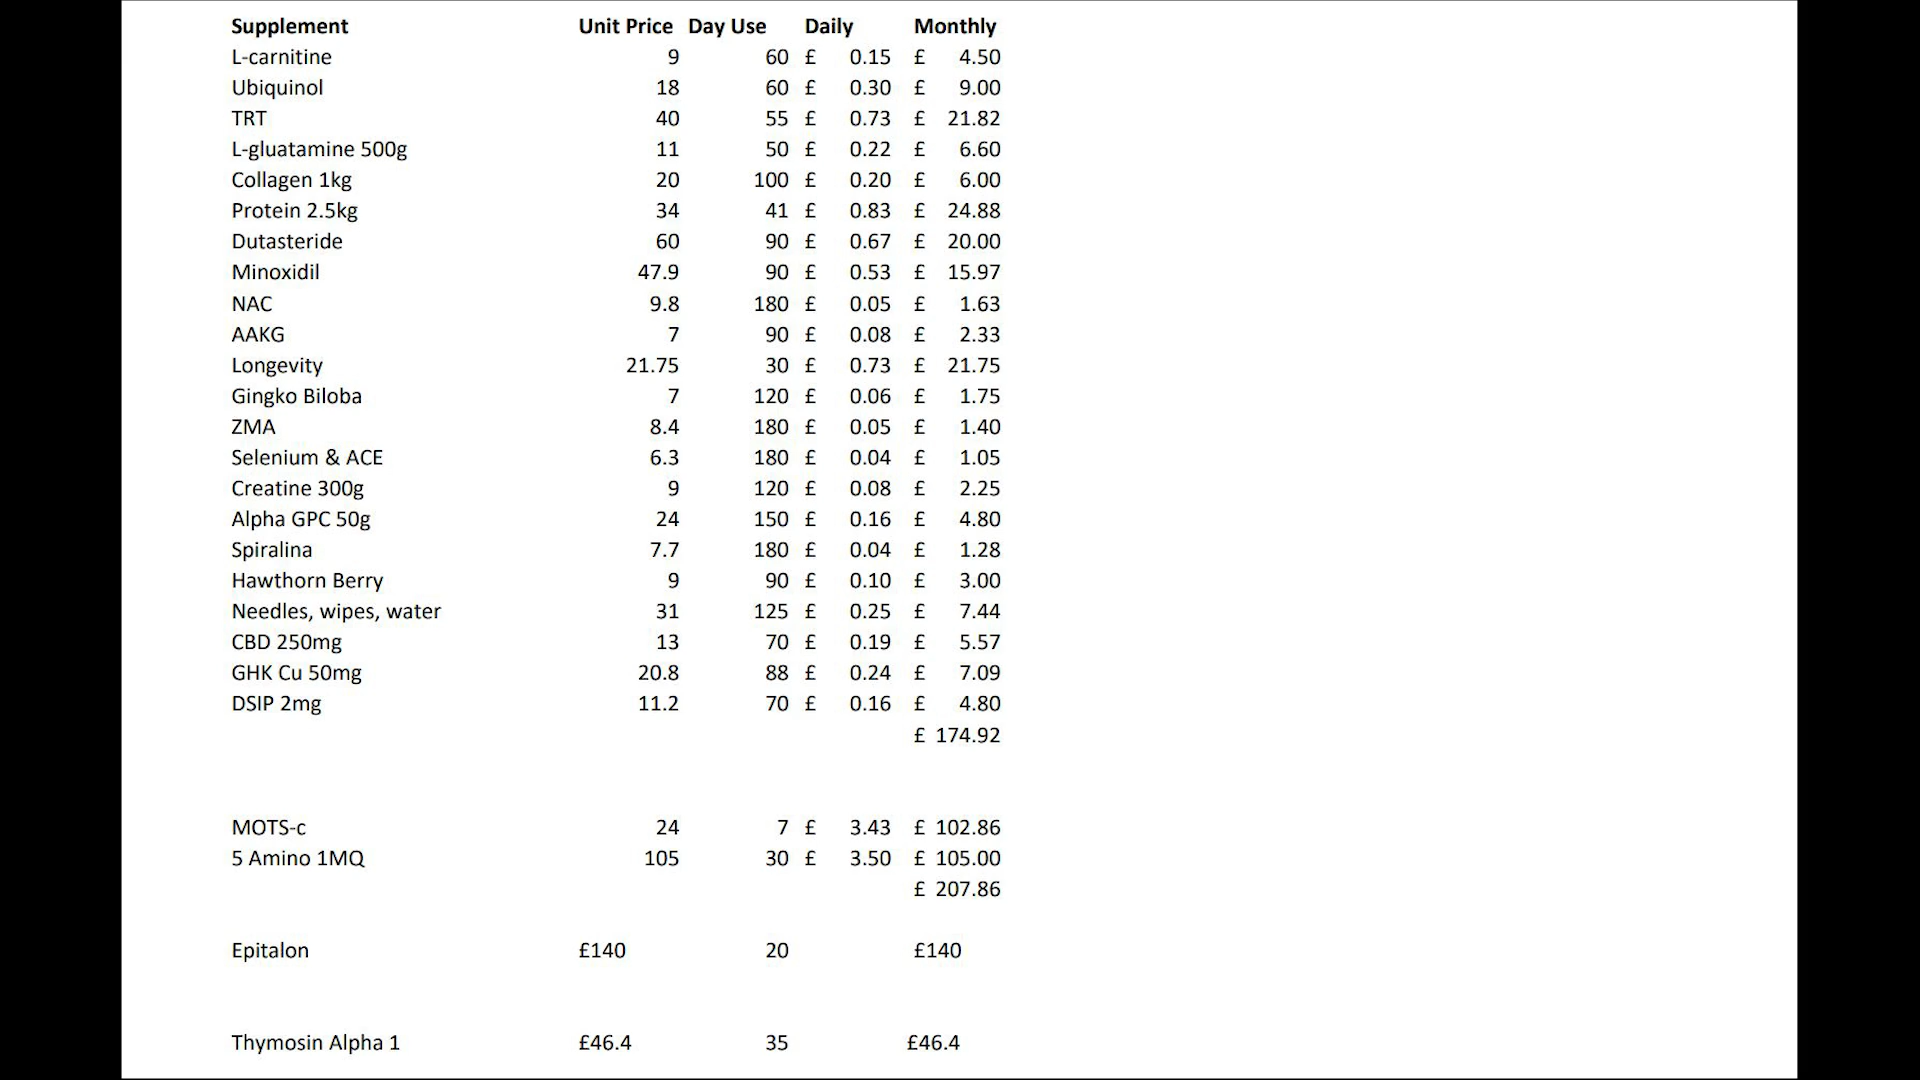 Supplement Unit Price Day Use Daily Monthly
L-carnitine 9 60 £ 0.15 £ 4.50
Ubiquinol 18 60 £ 0.30 £ 9.00
TRT 40 55 £ 0.73 £ 21.82
L-gluatamine 500g 11 50 £ 0.22 £ 6.60
Collagen 1kg 20 100 £ 0.20 £ 6.00
Protein 2.5kg 34 41 £ 0.83 £ 24.88
Dutasteride 60 90 £ 0.67 £ 20.00
Minoxidil 47.9 90 £ 0.53 £ 15.97
NAC 9.8 180 £ 0.05 £ 1.63
AAKG 7 90 £ 0.08 £ 2.33
Longevity 21.75 30 £ 0.73 £ 21.75
Gingko Biloba 7 120 £ 0.06 £ 1.75
ZMA 8.4 180 £ 0.05 £ 1.40
Selenium & ACE 6.3 180 £ 0.04 £ 1.05
Creatine 300g 9 120 £ 0.08 £ 2.25
Alpha GPC 50g 24 150 £ 0.16 £ 4.80
Spiralina 7.7 180 £ 0.04 £ 1.28
Hawthorn Berry 9 90 £ 0.10 £ 3.00
Needles, wipes, water 31 125 £ 0.25 £ 7.44
CBD 250mg 13 70 £ 0.19 £ 5.57
GHK Cu 50mg 20.8 88 £ 0.24 £ 7.09
DSIP 2mg 11.2 70 £ 0.16 £ 4.80
£ 174.92
MOTS-c 24 7 £ 3.43 £ 102.86
5 Amino 1MQ 105 30 £ 3.50 £ 105.00
£ 207.86
Epitalon £140 20 £140
Thymosin Alpha 1 £46.4 35 £46.4